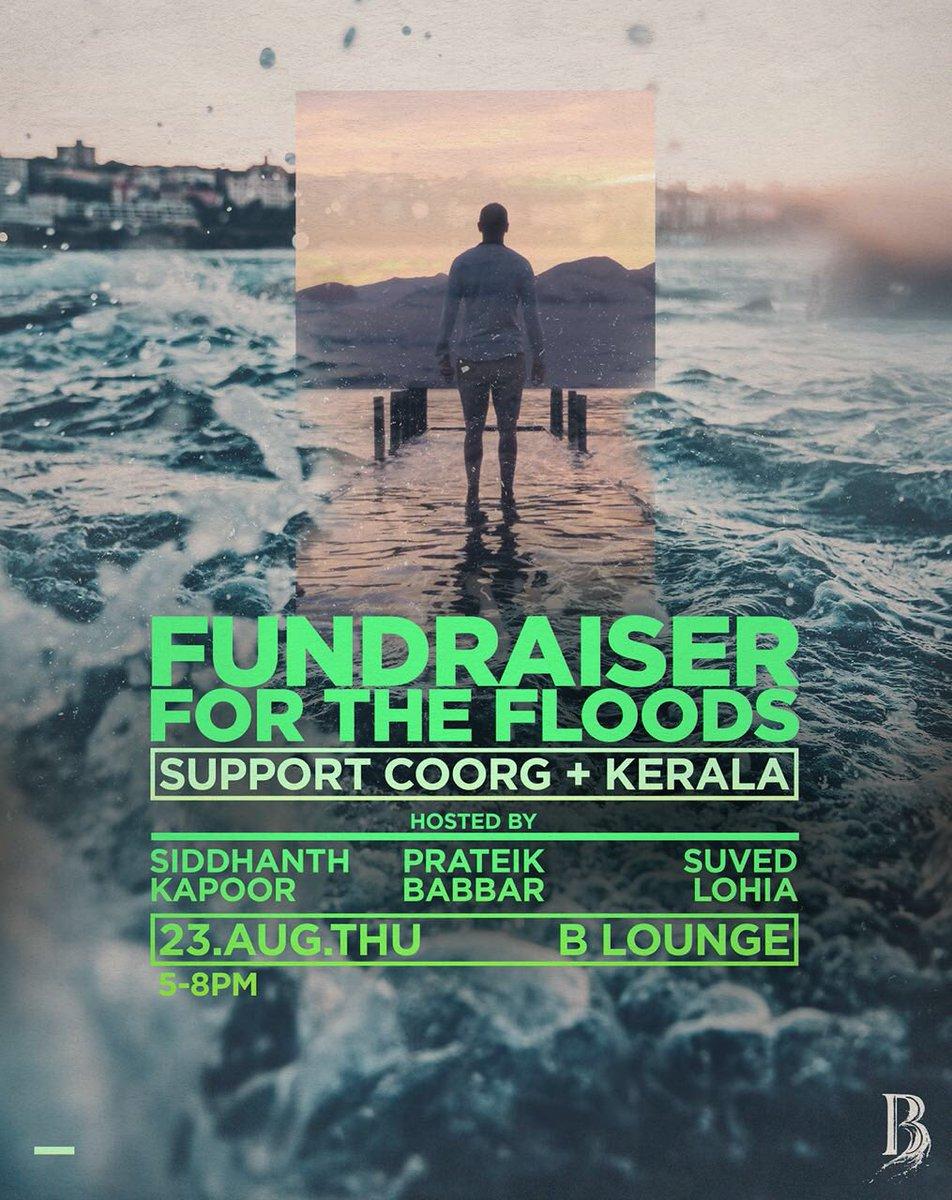 FUNDRAISER
FOR THE FLOODS
SUPPORT COORG + KERALA
HOSTED BY
SIDDHANTH KAPOOR
PRATEIK BABBAR
SUVED LOHIA
23.AUG.THU B LOUNGE
5-8PM
B